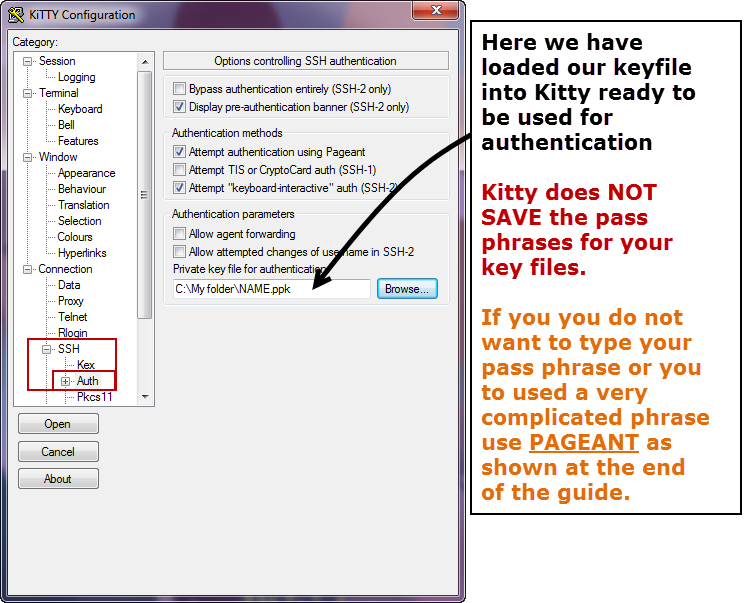 KiTTY Configuration
Category:
Session
Logging
Terminal
Keyboard
Bell
Features
Window
Appearance
Behaviour
Translation
Selection
Colours
Hyperlinks
Connection
Data
Proxy
Telnet
Rlogin
SSH
Kex
Auth
Pkcs11
Open
Cancel
About
Options controlling SSH authentication
Bypass authentication entirely (SSH-2 only)
Display pre-authentication banner (SSH-2 only)
Authentication methods
Attempt authentication using Pageant
Attempt TIS or CryptoCard auth (SSH-1)
Attempt "keyboard-interactive" auth (SSH-2)
Authentication parameters
Allow agent forwarding
Allow attempted changes of username in SSH-2
Private key file for authentication
C:\My folder\NAME.ppk
Browse...
Here we have
loaded our keyfile
into Kitty ready to
be used for
authentication
Kitty does NOT
SAVE the pass
phrases for your
key files.
If you you do not
want to type your
pass phrase or you
to used a very
complicated phrase
use PAGEANT as
shown at the end
of the guide.